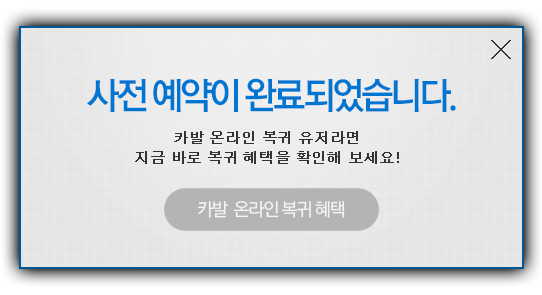 사전 예약이 완료되었습니다.
카발 온라인 복귀 유저라면
지금 바로 복귀 혜택을 확인해 보세요!
카발 온라인 복귀 혜택